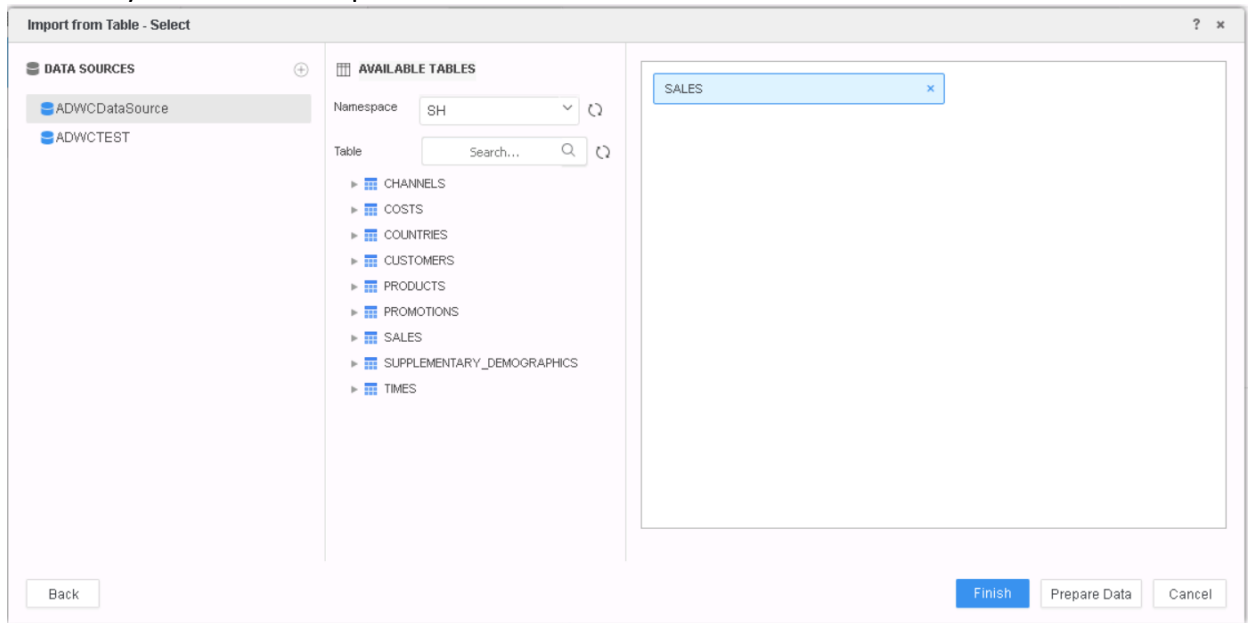 Import from Table - Select
?
×
DATA SOURCES
ADWCDataSource
ADWCTEST
AVAILABLE TABLES
Namespace
SH
Table
Search...
CHANNELS
COSTS
COUNTRIES
CUSTOMERS
PRODUCTS
PROMOTIONS
SALES
SUPPLEMENTARY_DEMOGRAPHICS
TIMES
SALES
×
Back
Finish
Prepare Data
Cancel